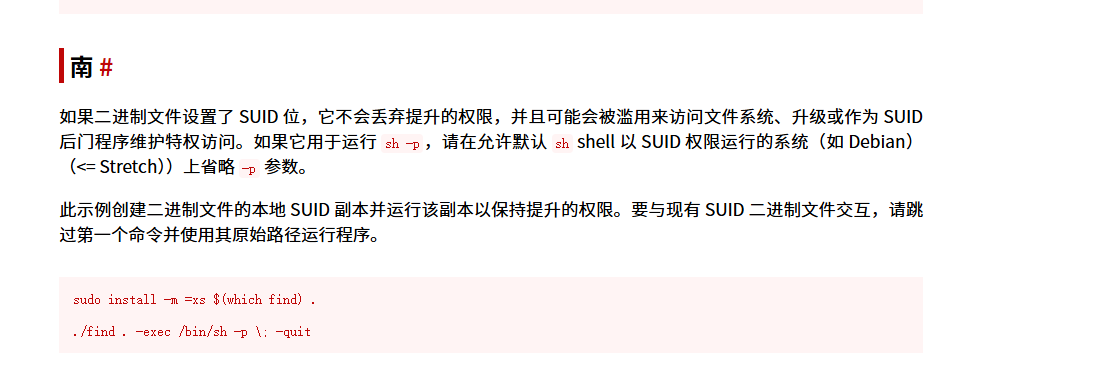 南 #
如果二进制文件设置了 SUID 位，它不会丢弃提升的权限，并且可能会被滥用来访问文件系统、升级或作为 SUID
后门程序维护特权访问。如果它用于运行 sh -p ，请在允许默认 sh shell 以 SUID 权限运行的系统（如 Debian）
（<= Stretch)）上省略 -p 参数。
此示例创建二进制文件的本地 SUID 副本并运行该副本以保持提升的权限。要与现有 SUID 二进制文件交互，请跳
过第一个命令并使用其原始路径运行程序。
sudo install -m =xs $(which find) .
./find . -exec /bin/sh -p \; -quit